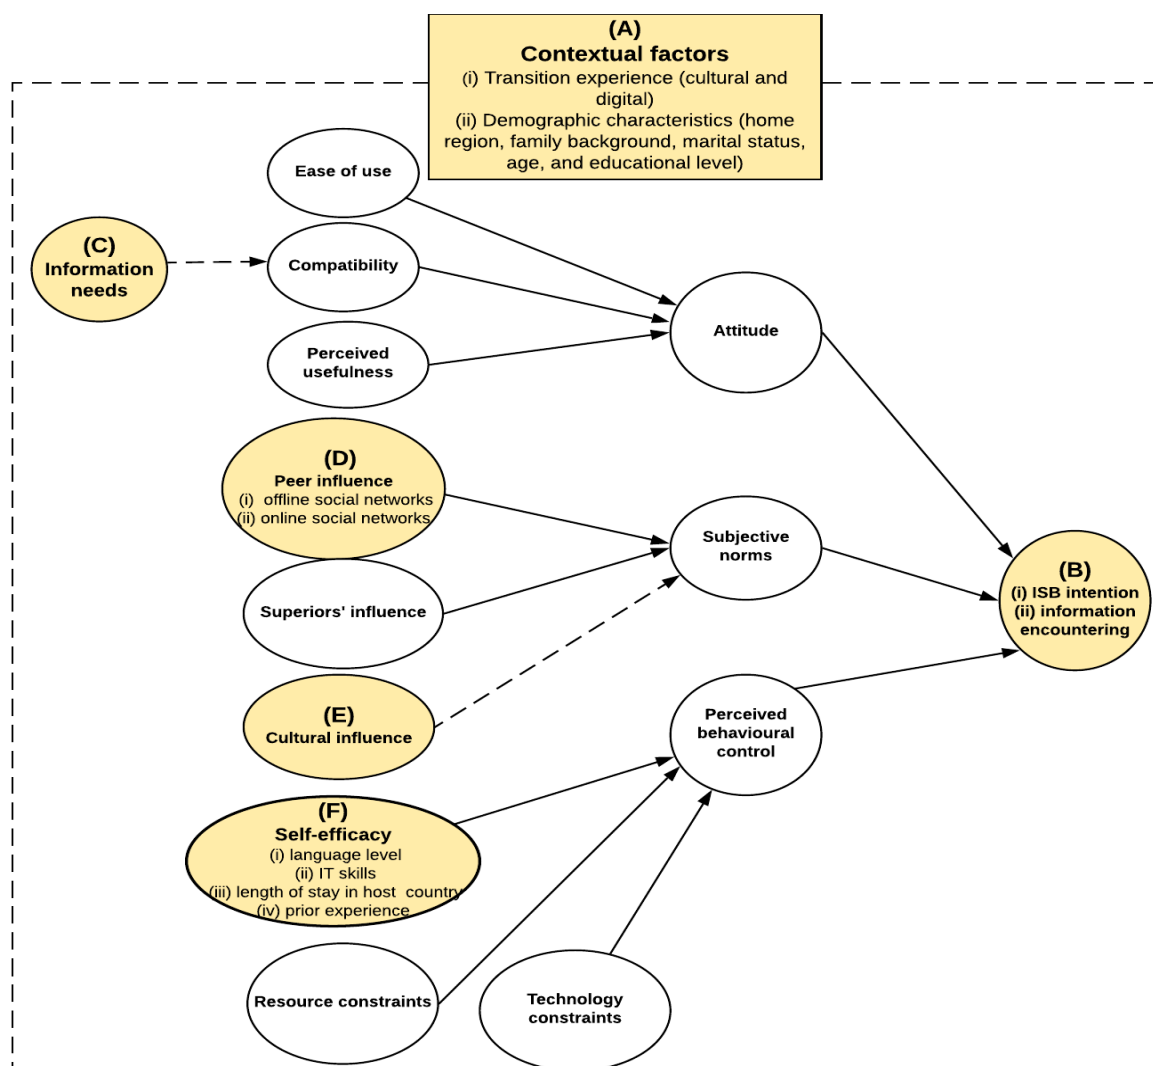 (A)
Contextual factors
(i) Transition experience (cultural and
digital)
(ii) Demographic characteristics (home
region, family background, marital status,
age, and educational level)
Ease of use
(C)
Information
needs
Compatibility
Attitude
Perceived
usefulness
(D)
Peer influence
(i) offline social networks
(ii) online social networks
Subjective
norms
(B)
(i) ISB intention
(ii) information
encountering
Superiors' influence
(E)
Cultural influence
Perceived
behavioural
control
(F)
Self-efficacy
(i) language level
(ii) IT skills
(iii) length of stay in host country
(iv) prior experience
Resource constraints
Technology
constraints